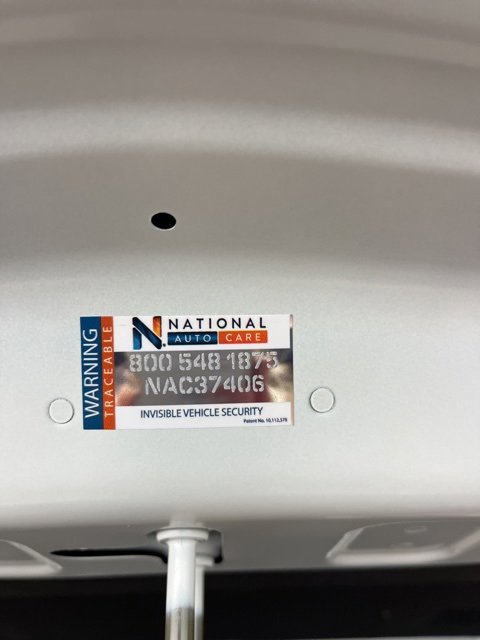 WARNING
TRACEABLE
N. NATIONAL
AUTO CARE
800 548 1875
NAC37406
INVISIBLE VEHICLE SECURITY
Patent No. 10,112,578